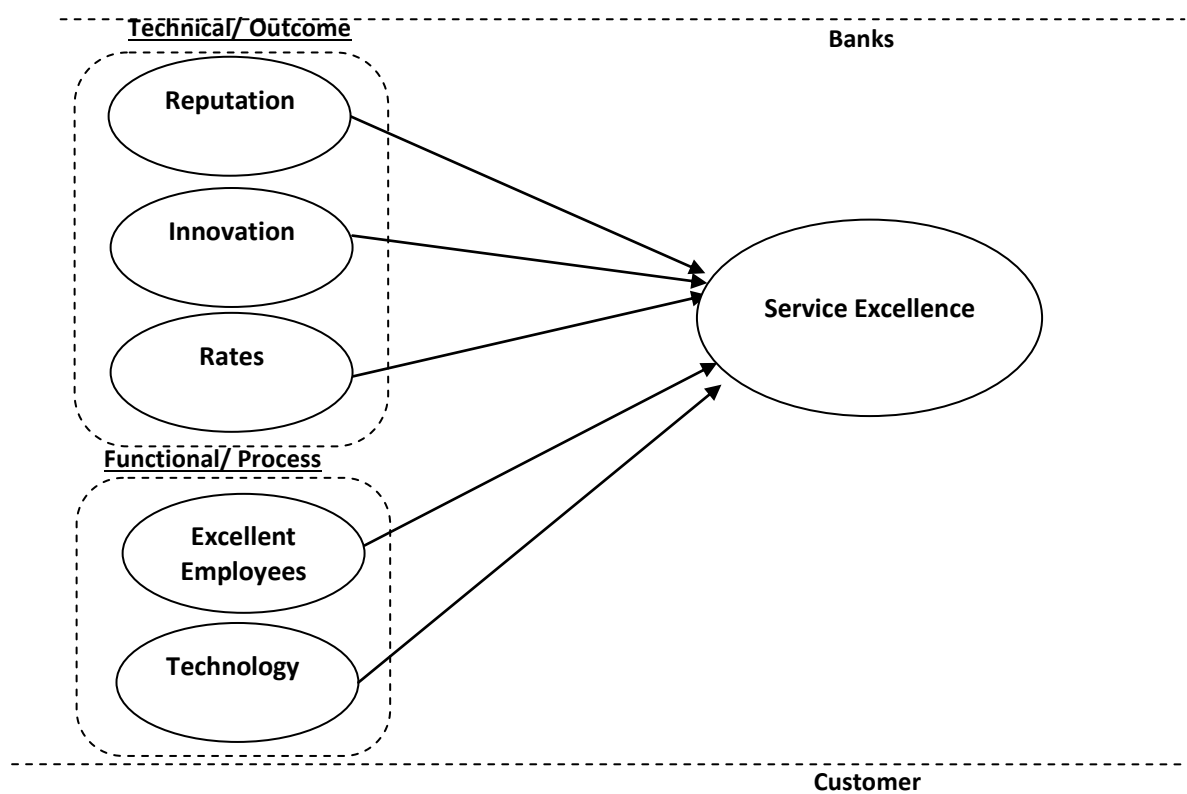 Technical/ Outcome
Banks
Reputation
Innovation
Rates
Service Excellence
Functional/ Process
Excellent
Employees
Technology
Customer